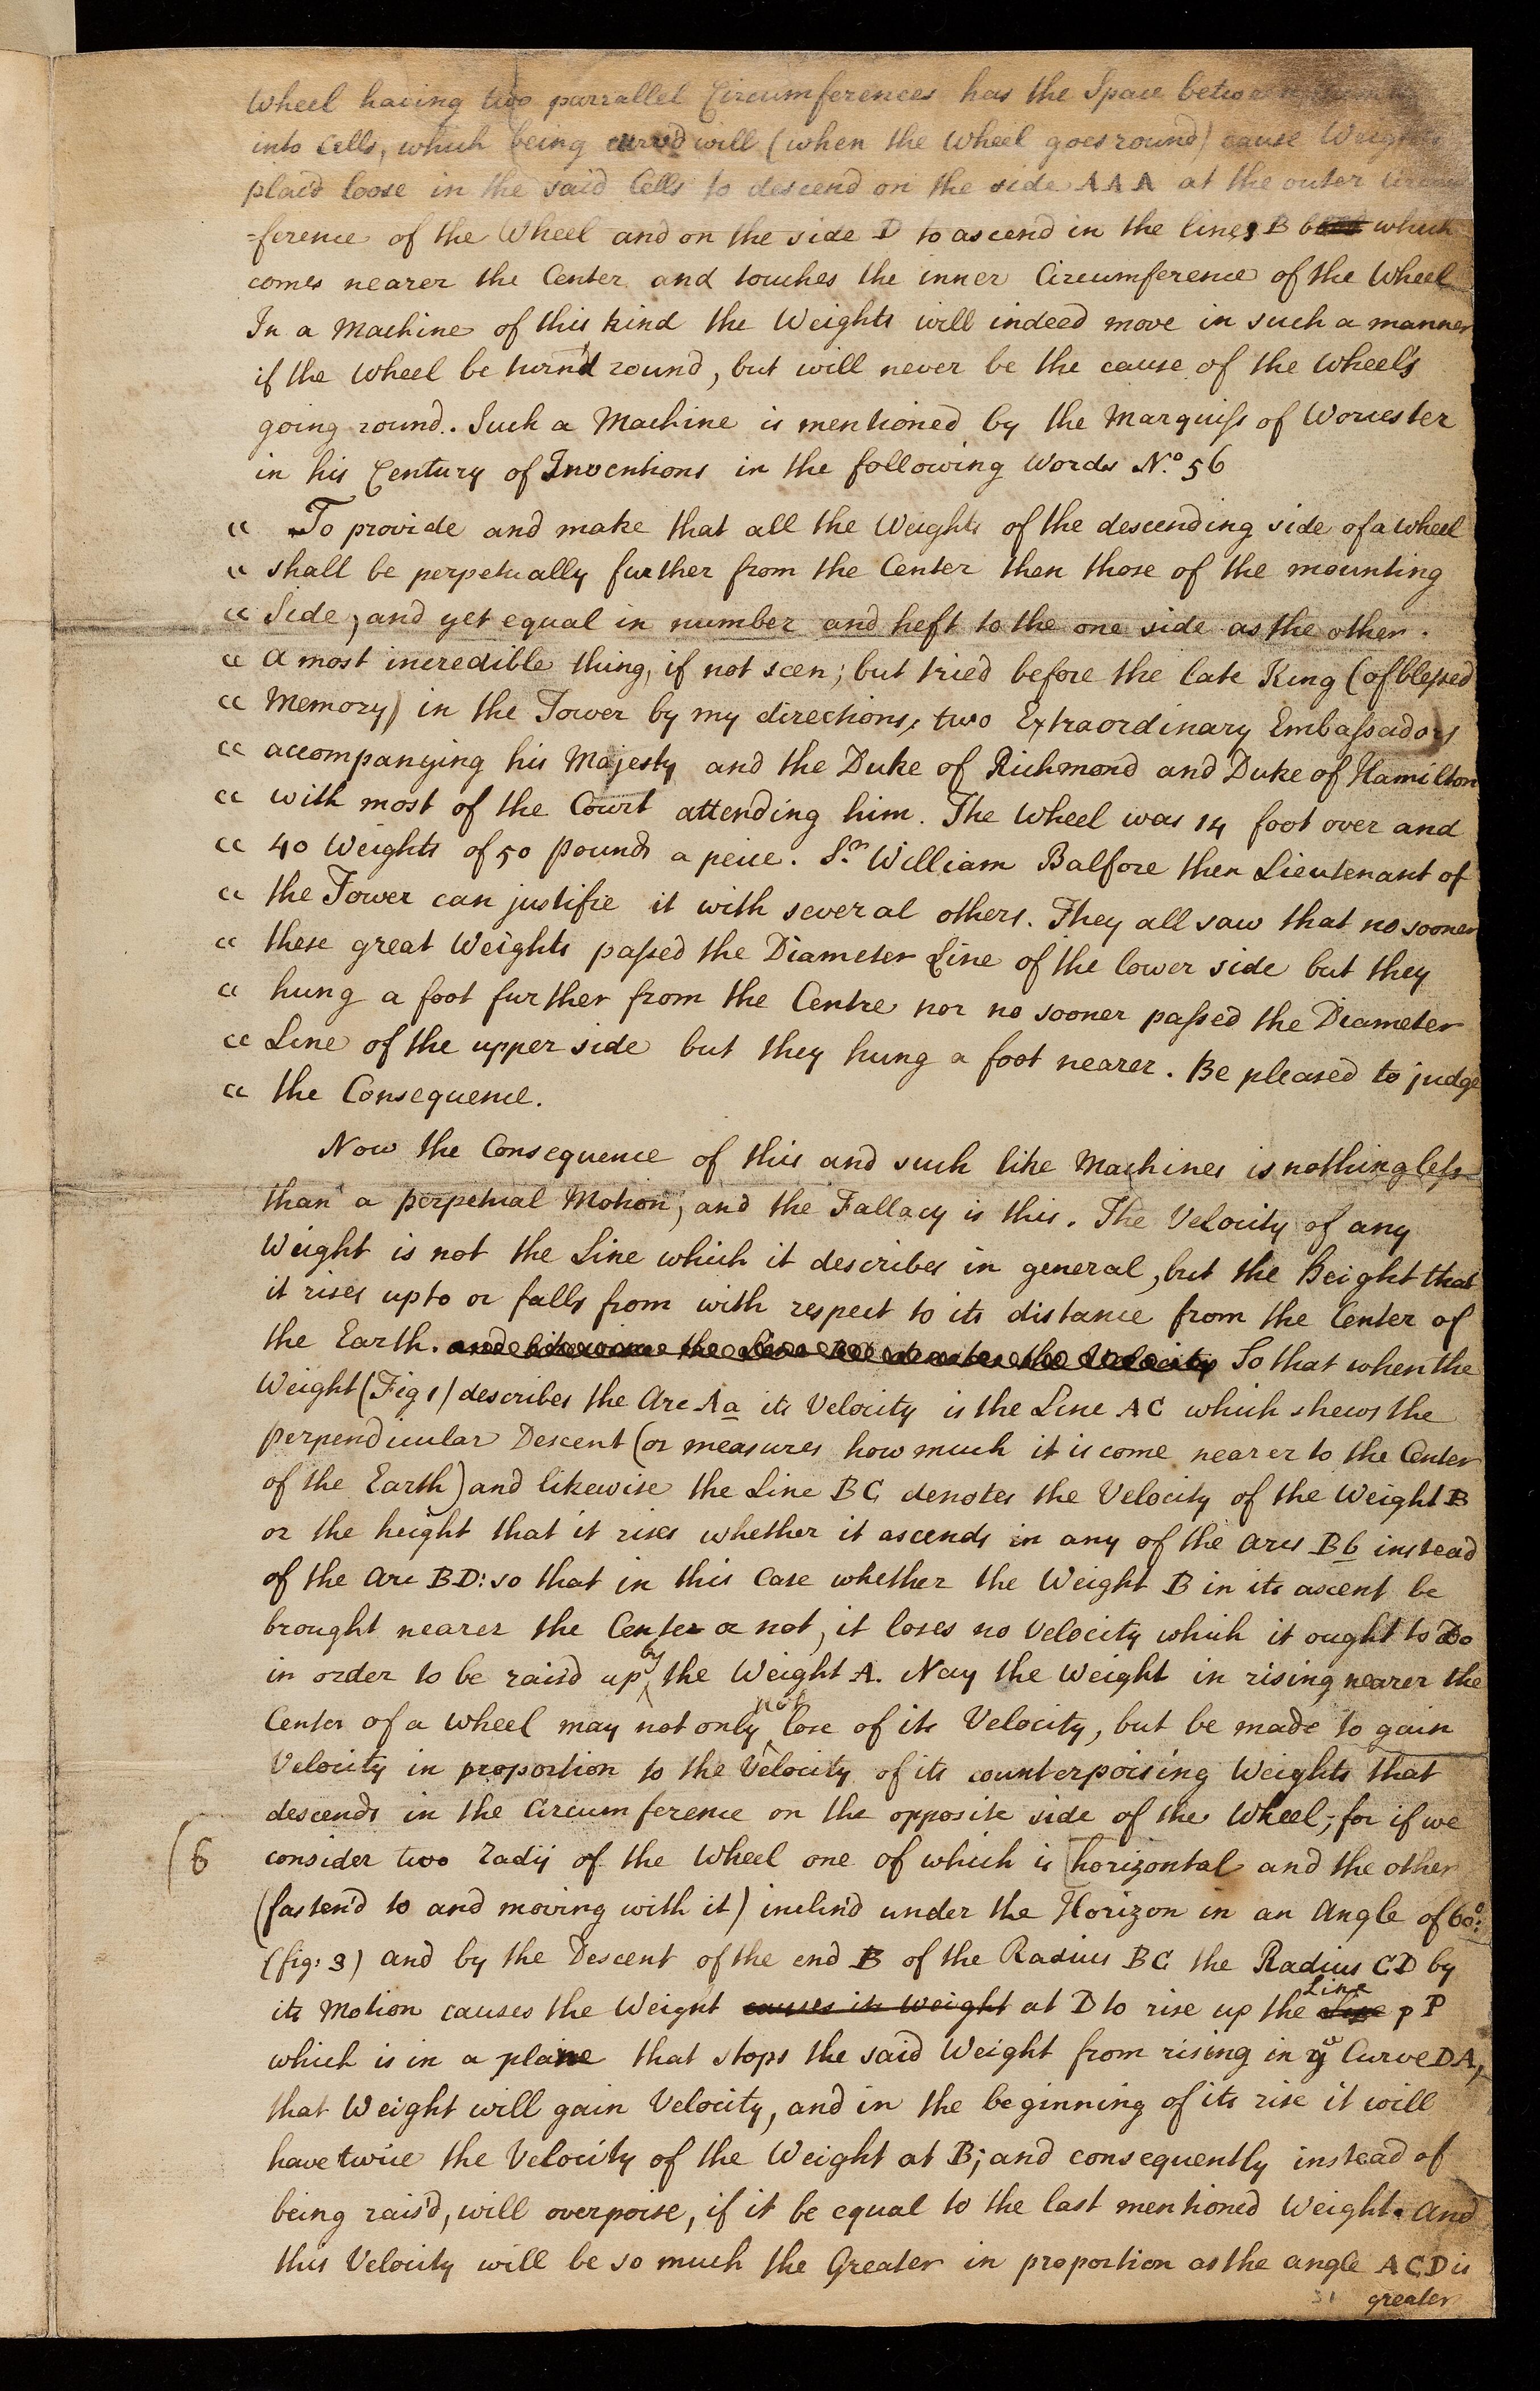 Wheel having two parrallel Circumferences has the Space between
into Cells, which being curv'd will (when the Wheel goes round) cause Weights
plac'd loose in the said Cells to descend on the side AAA at the outer Circum
=ference of the Wheel and on the side D to ascend in the lines B b which
comes nearer the Center and touches the inner Circumference of the Wheel
In a Machine of this kind the Weights will indeed move in such a manner
if the Wheel be turn'd round, but will never be the cause of the Wheel's
going round. Such a Machine is mentioned by the Marquiſs of Worcester
in his Century of Inventions in the following Words N.º 56
" To provide and make that all the Weights of the descending side of a wheel
" shall be perpetually further from the Center then those of the mounting
" Side, and yet equal in number and heft to the one side as the other.
" A most incredible thing, if not seen; but tried before the late King (of bleſsed
" Memory) in the Tower by my directions, two Extraordinary Embaſsadors
" accompanying his Majesty and the Duke of Richmond and Duke of Hamilton
" with most of the Court attending him. The Wheel was 14 foot over and
" 40 Weights of 50 pounds a peice. S.r William Balfore then Lieutenant of
" the Tower can justifie it with several others. They all saw that no sooner
" these great Weights paſsed the Diameter Line of the lower side but they
" hung a foot further from the Centre nor no sooner paſsed the Diameter
" Line of the upper side but they hung a foot nearer. Be pleased to judge
" the Consequence.
Now the Consequence of this and such like Machines is nothing leſs
than a perpetual Motion; and the Fallacy is this. The Velocity of any
Weight is not the Line which it describes in general, but the Height that
it rises up to or falls from with respect to its distance from the Center of
the Earth. and likewise the Line denotes the Velocity So that when the
Weight (Fig 1) describes the Arc Aa its Velocity is the Line AC which shews the
perpendicular Descent (or measures how much it is come nearer to the Center
of the Earth) and likewise the Line BC denotes the Velocity of the Weight B
or the height that it rises whether it ascends in any of the Arcs Bb instead
of the Arc BD: so that in this Case whether the Weight B in its ascent be
brought nearer the Center or not, it loses no Velocity which it ought to Do
in order to be rais'd up by the Weight A. Nay the Weight in rising nearer the
Center of a Wheel may not only not lose of its Velocity, but be made to gain
Velocity in proportion to the Velocity of its counterpoising Weights that
descends in the Circumference on the opposite side of the Wheel; for if we
(6 consider two Radij of the Wheel one of which is [horizontal and the other
(fasten'd to and moving with it) inclin'd under the Horizon in an Angle of 60º:
(fig: 3) and by the Descent of the end B of the Radius BC the Radius CD by
its Motion causes the Weight causes its Weight at D to rise up the Line Line pP
which is in a plane that stops the said Weight from rising in ye Curve DA,
that Weight will gain Velocity, and in the beginning of its rise it will
have twice the Velocity of the Weight at B; and consequently instead of
being rais'd, will overpoise, if it be equal to the last mentioned Weight. And
this Velocity will be so much the Greater in proportion as the angle ACD is
31 greater